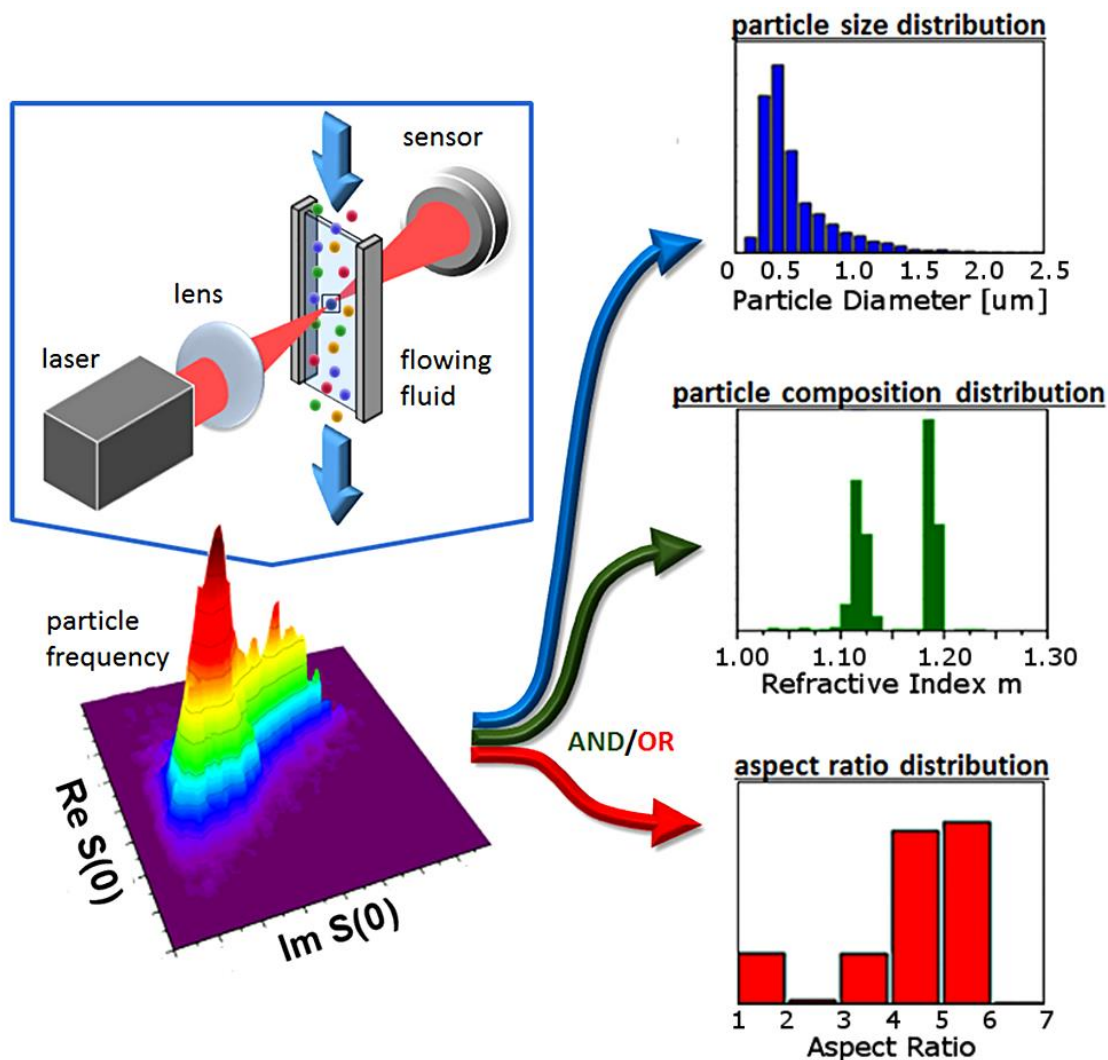 sensor
lens
laser
flowing
fluid
particle
frequency
Re S(0)
Im S(0)
AND/OR
particle size distribution
0 0.5 1.0 1.5 2.0 2.5
Particle Diameter [um]
particle composition distribution
1.00 1.10 1.20 1.30
Refractive Index m
aspect ratio distribution
1 2 3 4 5 6 7
Aspect Ratio